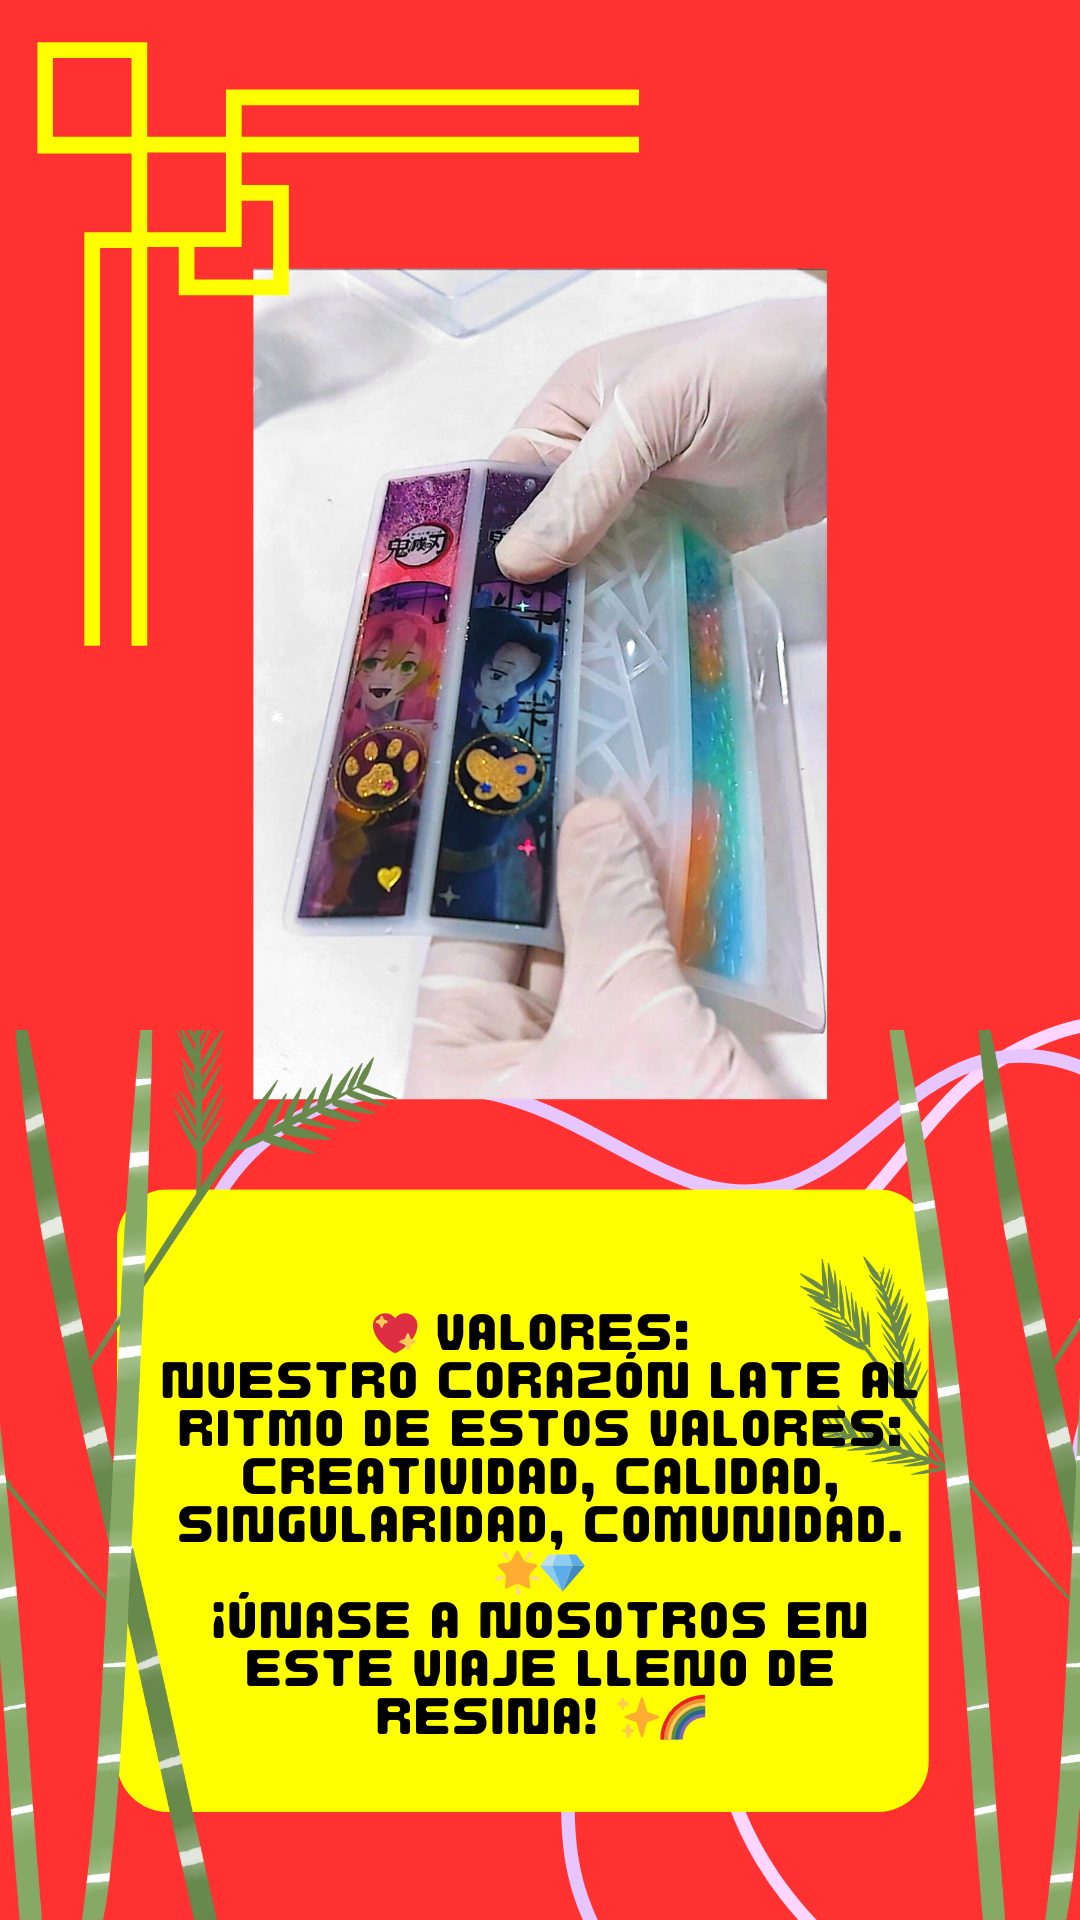 鬼滅の刃
鬼
💖 VALORES:
NUESTRO CORAZÓN LATE AL
RITMO DE ESTOS VALORES:
CREATIVIDAD, CALIDAD,
SINGULARIDAD, COMUNIDAD.
🌟💎
¡ÚNASE A NOSOTROS EN
ESTE VIAJE LLENO DE
RESINA! ✨🌈